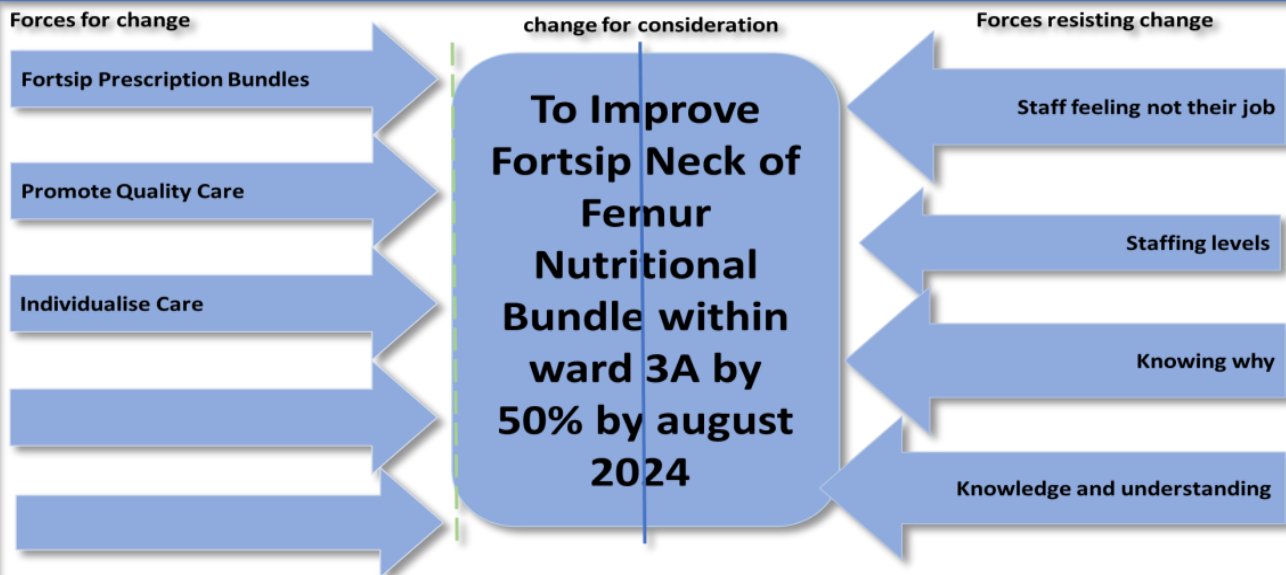 Forces for change
Fortsip Prescription Bundles
Promote Quality Care
Individualise Care
change for consideration
To Improve
Fortsip Neck of
Femur
Nutritional
Bundle within
ward 3A by
50% by august
2024
Forces resisting change
Staff feeling not their job
Staffing levels
Knowing why
Knowledge and understanding